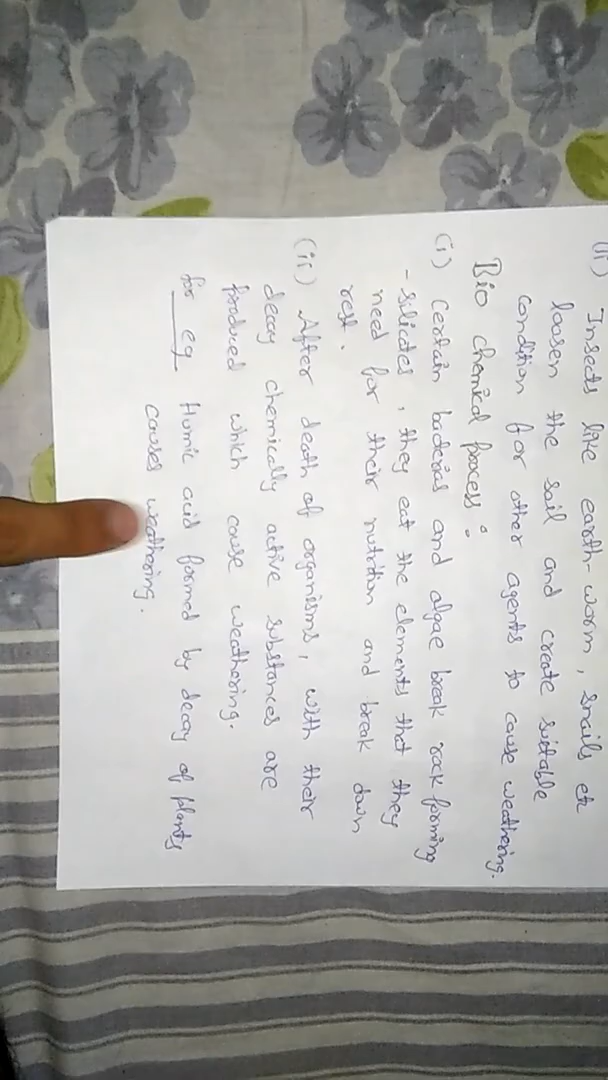 (ii) Insects like earth-worm, snails etc
loosen the soil and create suitable
condition for other agents to cause weathering.
Bio chemical process:
(i) certain bacterias and algae break rock forming
- silicates, they eat the elements that they
need for their nutrition and break down
rest.
(ii) After death of organisms, with their
decay chemically active substances are
produced which cause weathering.
for eg Humic acid formed by decay of plants
causes weathering.